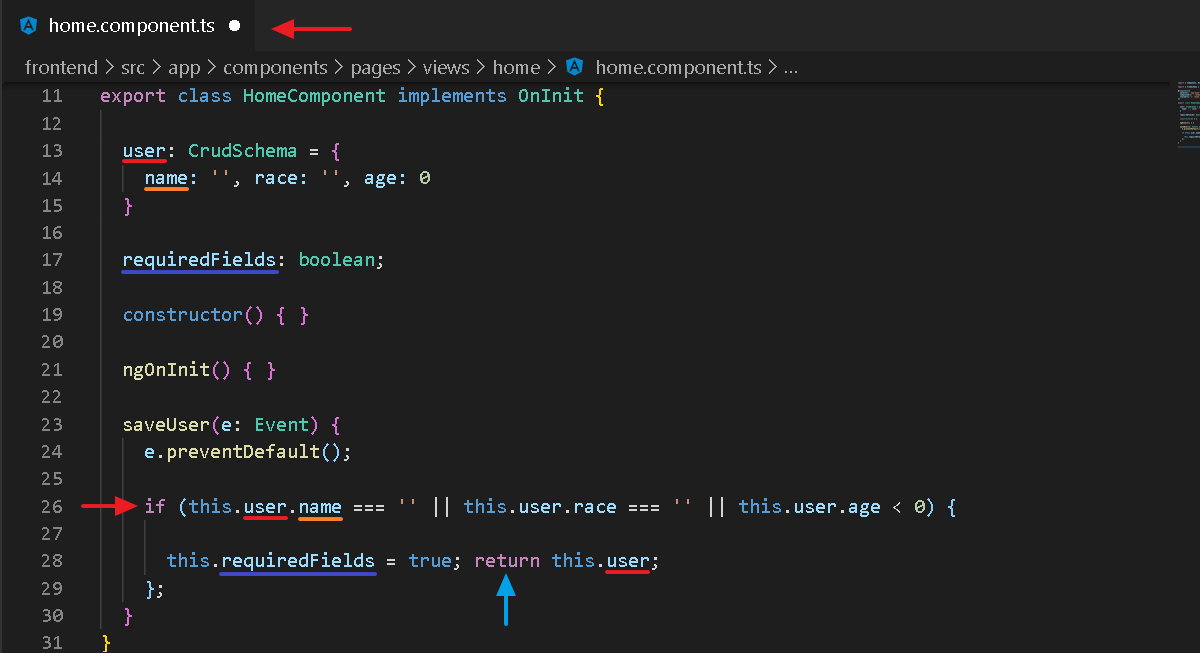 home.component.ts
frontend > src > app > components > pages > views > home > home.component.ts > ...
11 export class HomeComponent implements OnInit {
12
13 user: CrudSchema = {
14 name: '', race: '', age: 0
15 }
16
17 requiredFields: boolean;
18
19 constructor() { }
20
21 ngOnInit() { }
22
23 saveUser(e: Event) {
24 e.preventDefault();
25
26 if (this.user.name === '' || this.user.race === '' || this.user.age < 0) {
27
28 this.requiredFields = true; return this.user;
29 };
30 }
31 }